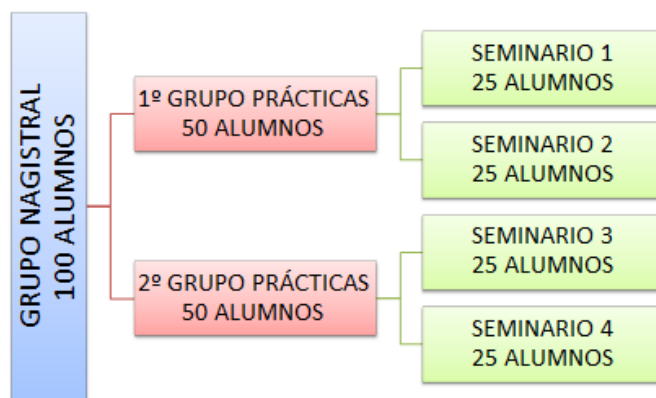 GRUPO NAGISTRAL
100 ALUMNOS
1º GRUPO PRÁCTICAS
50 ALUMNOS
SEMINARIO 1
25 ALUMNOS
SEMINARIO 2
25 ALUMNOS
2º GRUPO PRÁCTICAS
50 ALUMNOS
SEMINARIO 3
25 ALUMNOS
SEMINARIO 4
25 ALUMNOS